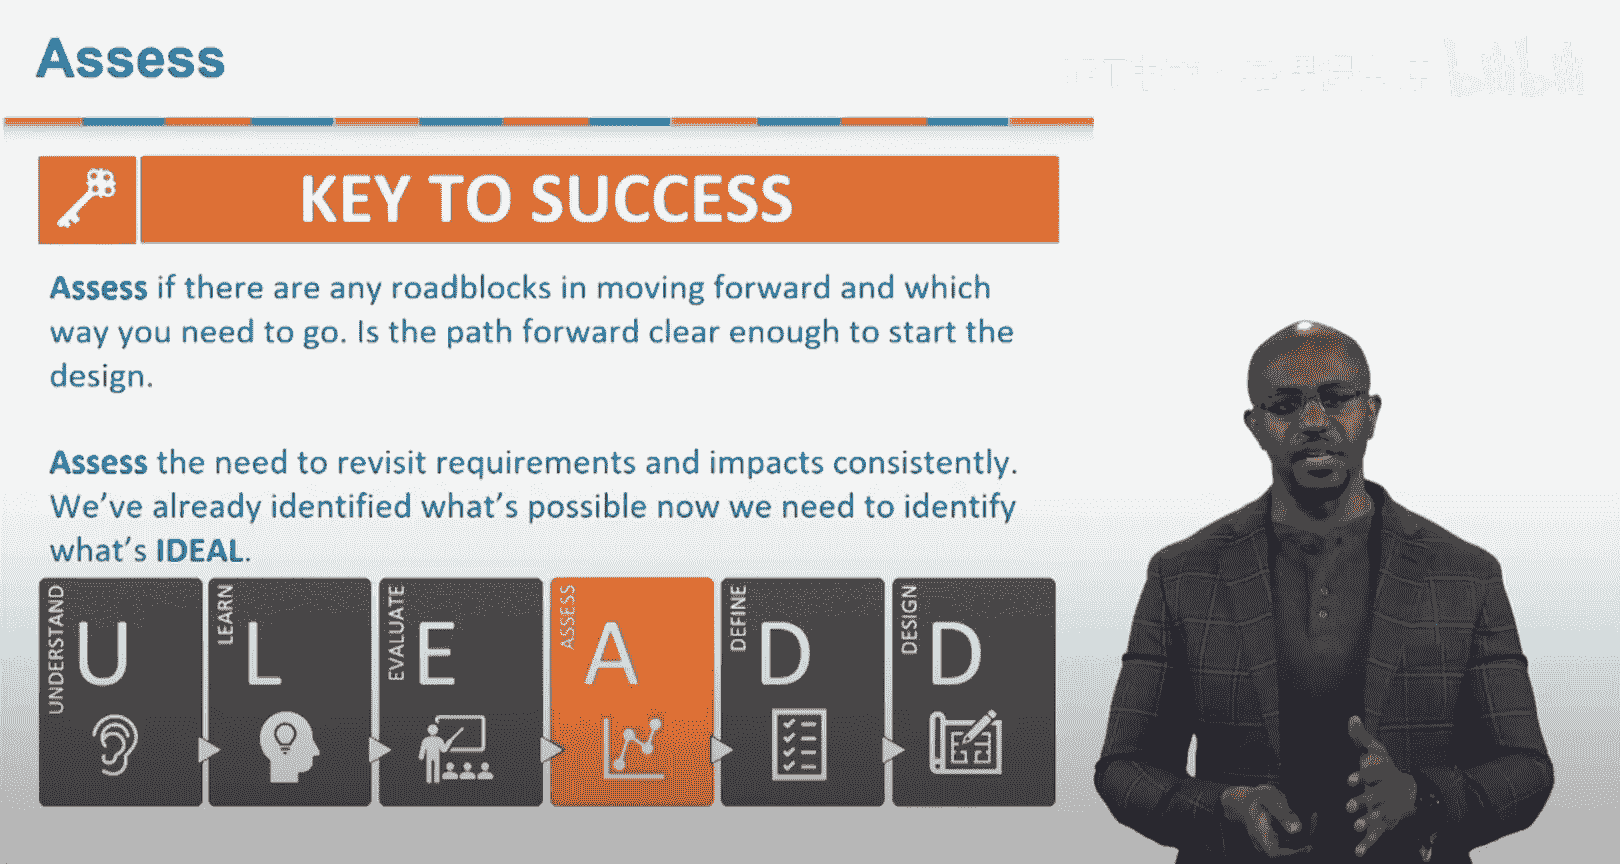 Assess
KEY TO SUCCESS
Assess if there are any roadblocks in moving forward and which
way you need to go. Is the path forward clear enough to start the
design.
Assess the need to revisit requirements and impacts consistently.
We've already identified what's possible now we need to identify
what's IDEAL.
UNDERSTAND U
LEARN L
EVALUATE E
ASSESS A
DEFINE D
DESIGN D
bilibili